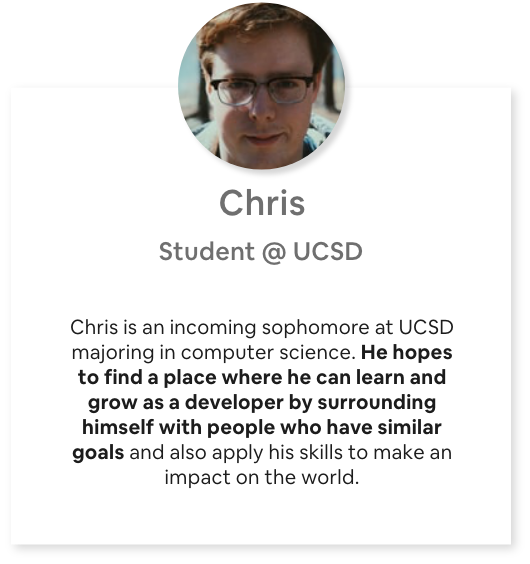 Chris
Student @ UCSD
Chris is an incoming sophomore at UCSD
majoring in computer science. He hopes
to find a place where he can learn and
grow as a developer by surrounding
himself with people who have similar
goals and also apply his skills to make an
impact on the world.